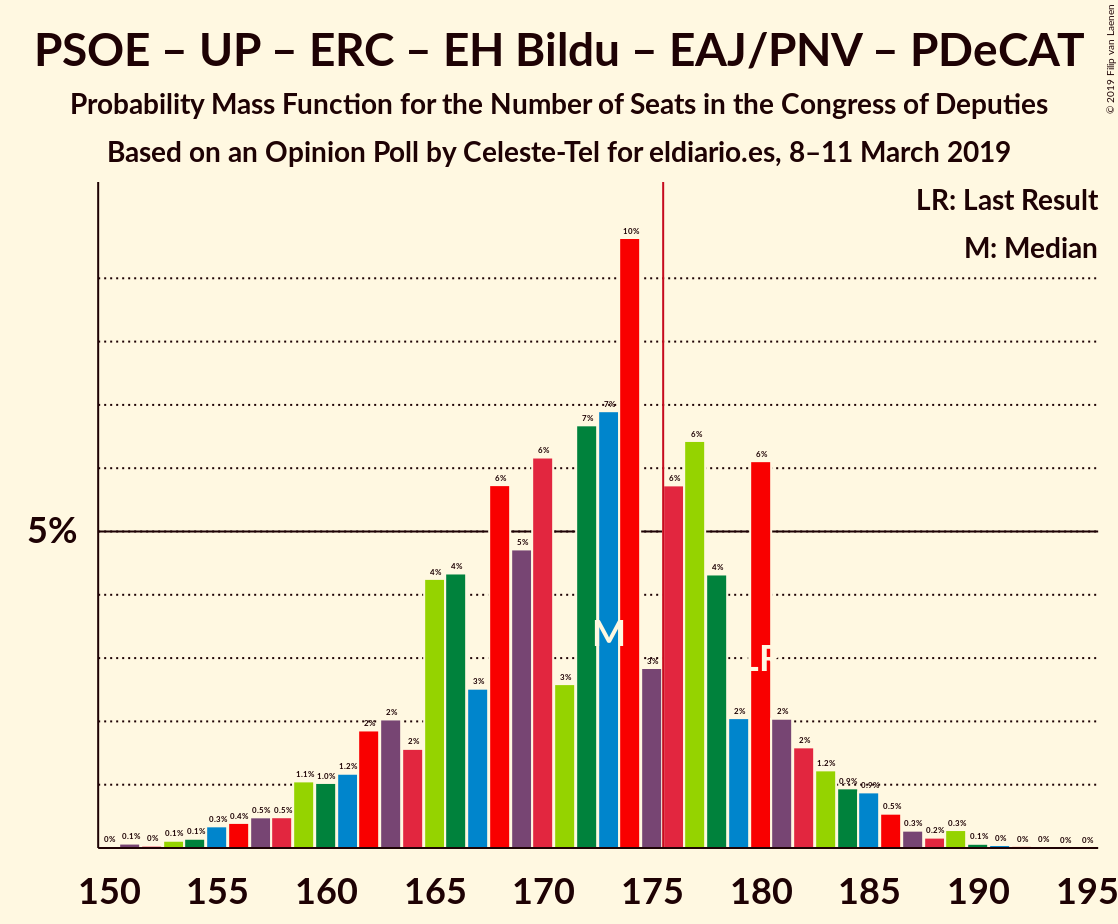 PSOE – UP – ERC – EH Bildu – EAJ/PNV – PDeCAT
Probability Mass Function for the Number of Seats in the Congress of Deputies
Based on an Opinion Poll by Celeste-Tel for eldiario.es, 8–11 March 2019
© 2019 Filip van Laenen
LR: Last Result
M: Median
5%
0% 0.1% 0% 0.1% 0.1% 0.3% 0.4% 0.5% 0.5% 1.1% 1.0% 1.2% 2% 2% 2% 4% 4% 3% 6% 5% 6% 3% 7% 7% 10% 3% 6% 6% 4% 2% 6% 2% 2% 1.2% 0.9% 0.9% 0.5% 0.3% 0.2% 0.3% 0.1% 0% 0% 0% 0% 0%
M
LR
150 155 160 165 170 175 180 185 190 195